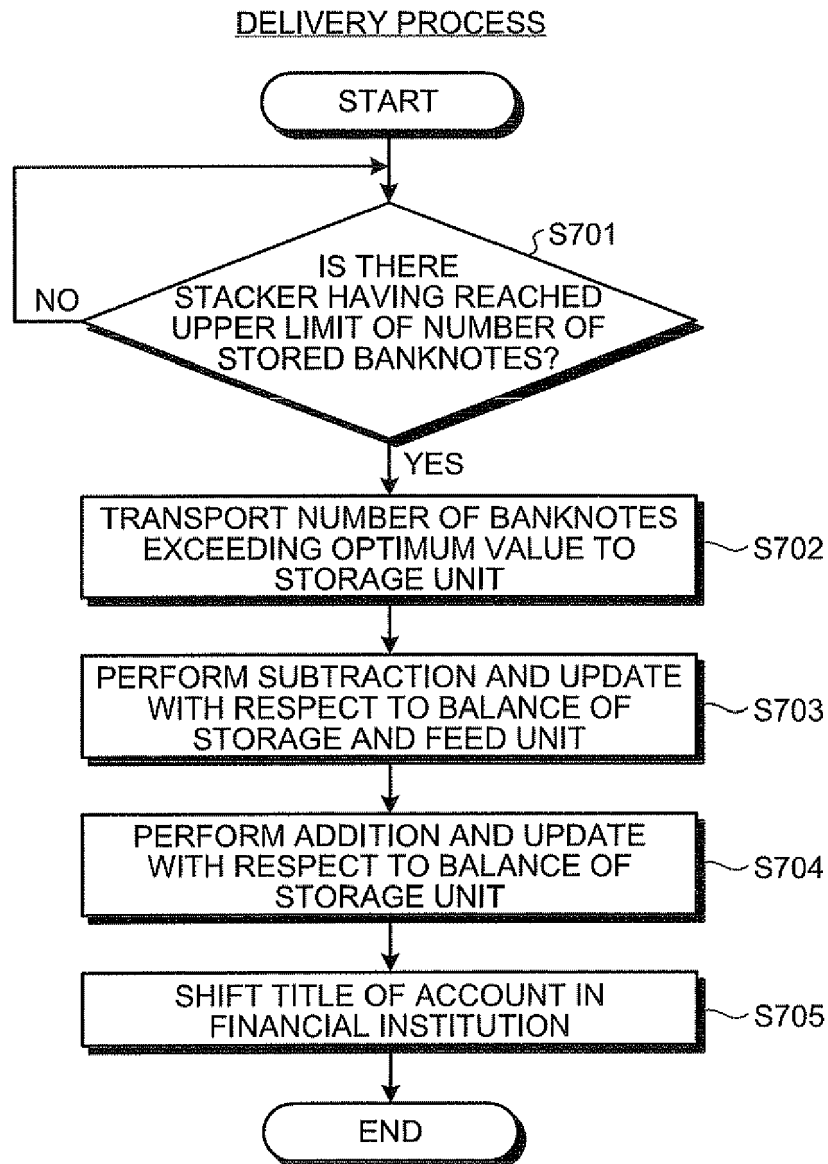 DELIVERY PROCESS
START
S701
IS THERE
STACKER HAVING REACHED
UPPER LIMIT OF NUMBER OF
STORED BANKNOTES?
NO
YES
TRANSPORT NUMBER OF BANKNOTES
EXCEEDING OPTIMUM VALUE TO
STORAGE UNIT
S702
PERFORM SUBTRACTION AND UPDATE
WITH RESPECT TO BALANCE OF
STORAGE AND FEED UNIT
S703
PERFORM ADDITION AND UPDATE
WITH RESPECT TO BALANCE OF
STORAGE UNIT
S704
SHIFT TITLE OF ACCOUNT IN
FINANCIAL INSTITUTION
S705
END